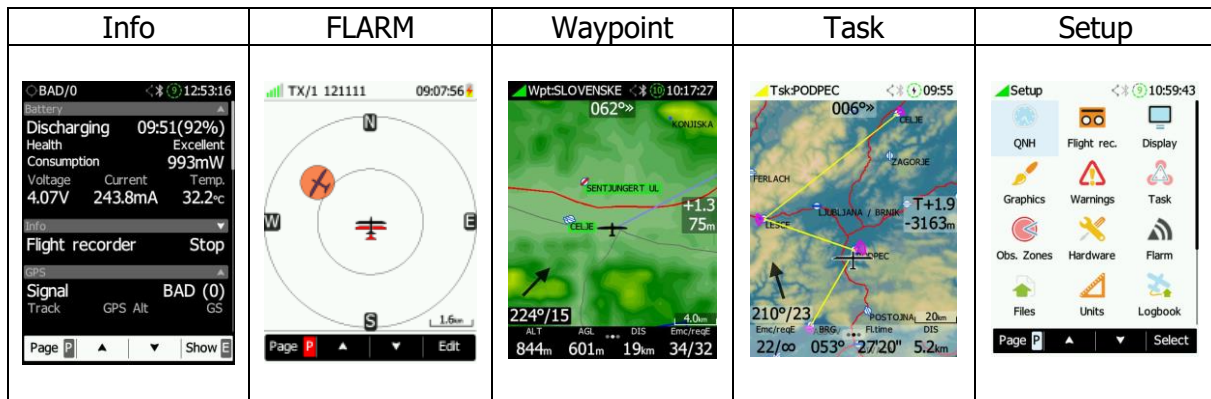 Info
FLARM
Waypoint
Task
Setup
BAD/0 9 12:53:16
Battery
Discharging 09:51(92%)
Health Excellent
Consumption 993mW
Voltage Current Temp.
4.07V 243.8mA 32.2°C
Info
Flight recorder Stop
GPS
Signal BAD (0)
Track GPS Alt GS
Page P ▲ ▼ Show E
TX/1 121111 09:07:56
N
W E
S
1.6km
Page P ▲ ▼ Edit
Wpt:SLOVENSKE 10 10:17:27
062°»
KONJISKA
SENTJUNGERT UL
+1.3
75m
CELJE
224°/15
4.0km
ALT AGL DIS Emc/reqE
844m 601m 19km 34/32
Tsk:PODPEC 09:55
006°»
CELJE
ZAGORJE
FERLACH
T+1.9
LJUBLJANA / BRNIK
-3163m
LESCE
PODPEC
210°/23
POSTOJNA
20km
Emc/reqE BRG Fl.time DIS
22/∞ 053° 27'20" 5.2km
Setup 9 10:59:43
QNH Flight rec. Display
Graphics Warnings Task
Obs. Zones Hardware Flarm
Files Units Logbook
Page P ▲ ▼ Select